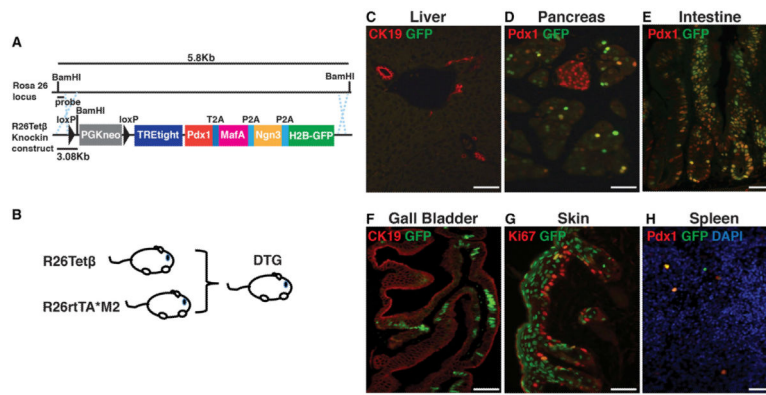 A
5.8Kb
BamHI
BamHI
Rosa 26
locus
probe
BamHI
loxP
loxP
T2A
P2A
P2A
R26Tetβ
Knockin
construct
PGKneo
TREtight
Pdx1
MafA
Ngn3
H2B-GFP
3.08Kb
B
R26Tetβ
R26rtTA*M2
DTG
C Liver
CK19 GFP
D Pancreas
Pdx1 GFP
E Intestine
Pdx1 GFP
F Gall Bladder
CK19 GFP
G Skin
Ki67 GFP
H Spleen
Pdx1 GFP DAPI